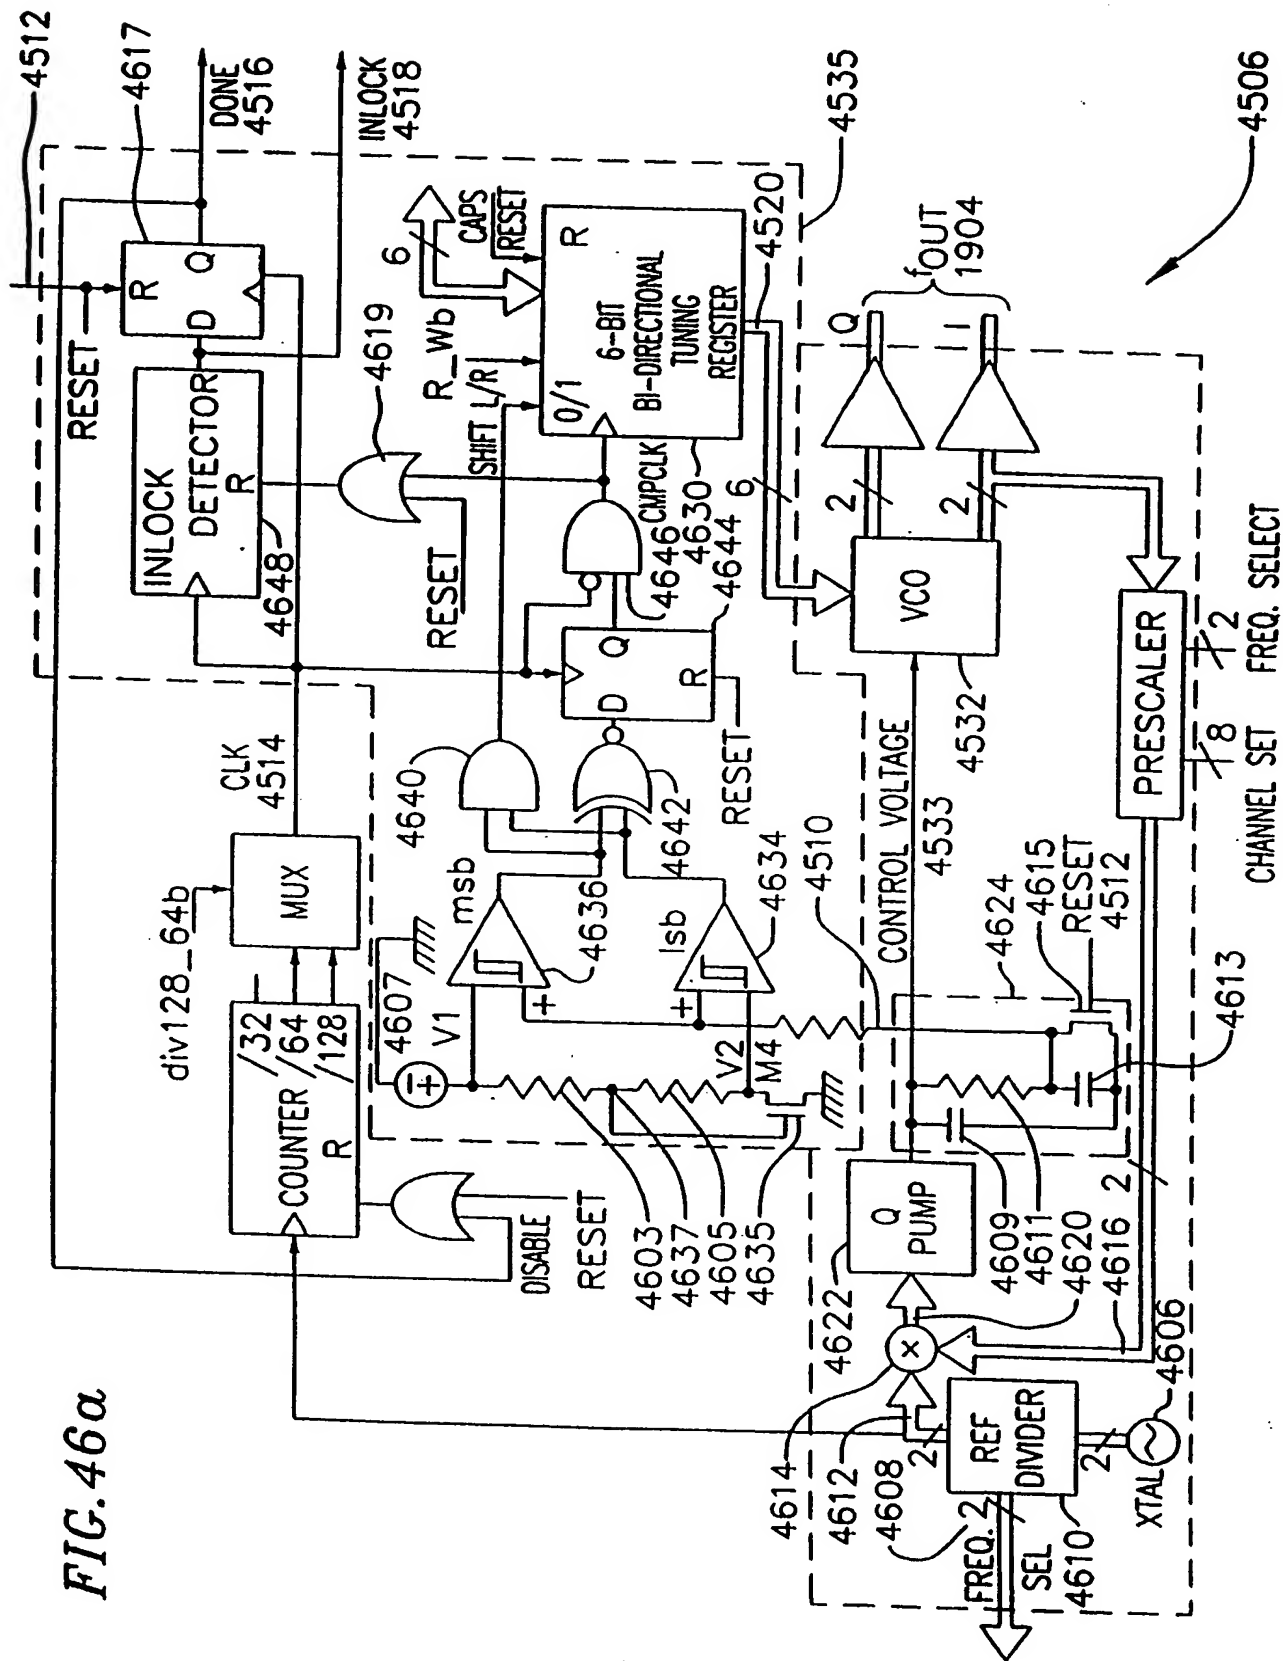 FIG. 46a
4512
4617
DONE
4516
INLOCK
4518
4535
4506
RESET
R
D
Q
INLOCK
DETECTOR
R
4648
4619
RESET
6
CAPS
RESET
R_Wb
SHIFT L/R
0/1
R
6-BIT
BI-DIRECTIONAL
TUNING
REGISTER
4520
CMPCLK
4630
4646
4644
6
div128_64b
COUNTER
/32
/64
/128
R
MUX
CLK
4514
DISABLE
RESET
4640
D
Q
R
RESET
4642
4607
V1
msb
4636
+
lsb
4634
+
V2
M4
4510
4603
4637
4605
4635
fOUT
1904
Q
I
2
2
VCO
4532
CONTROL VOLTAGE
4533
4624
4615
RESET
4512
4613
Q
PUMP
4622
4609
4611
4620
4616
2
X
4614
4612
4608
2
REF
DIVIDER
2
XTAL
4606
FREQ.
SEL
2
4610
PRESCALER
8
CHANNEL SET
2
FREQ. SELECT